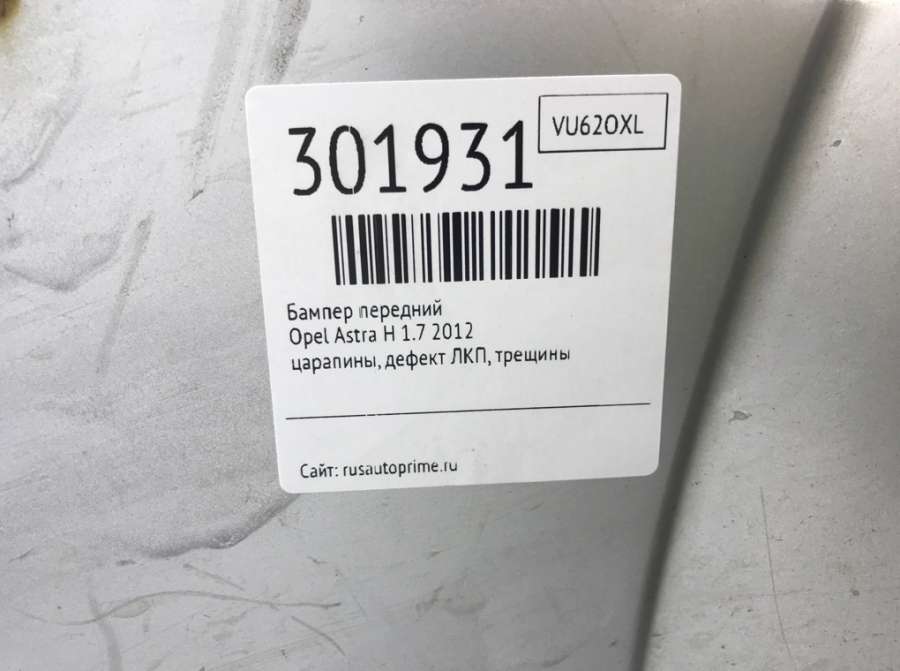 301931
VU62OXL
Бампер передний
Opel Astra H 1.7 2012
царапины, дефект ЛКП, трещины
Сайт: rusautoprime.ru